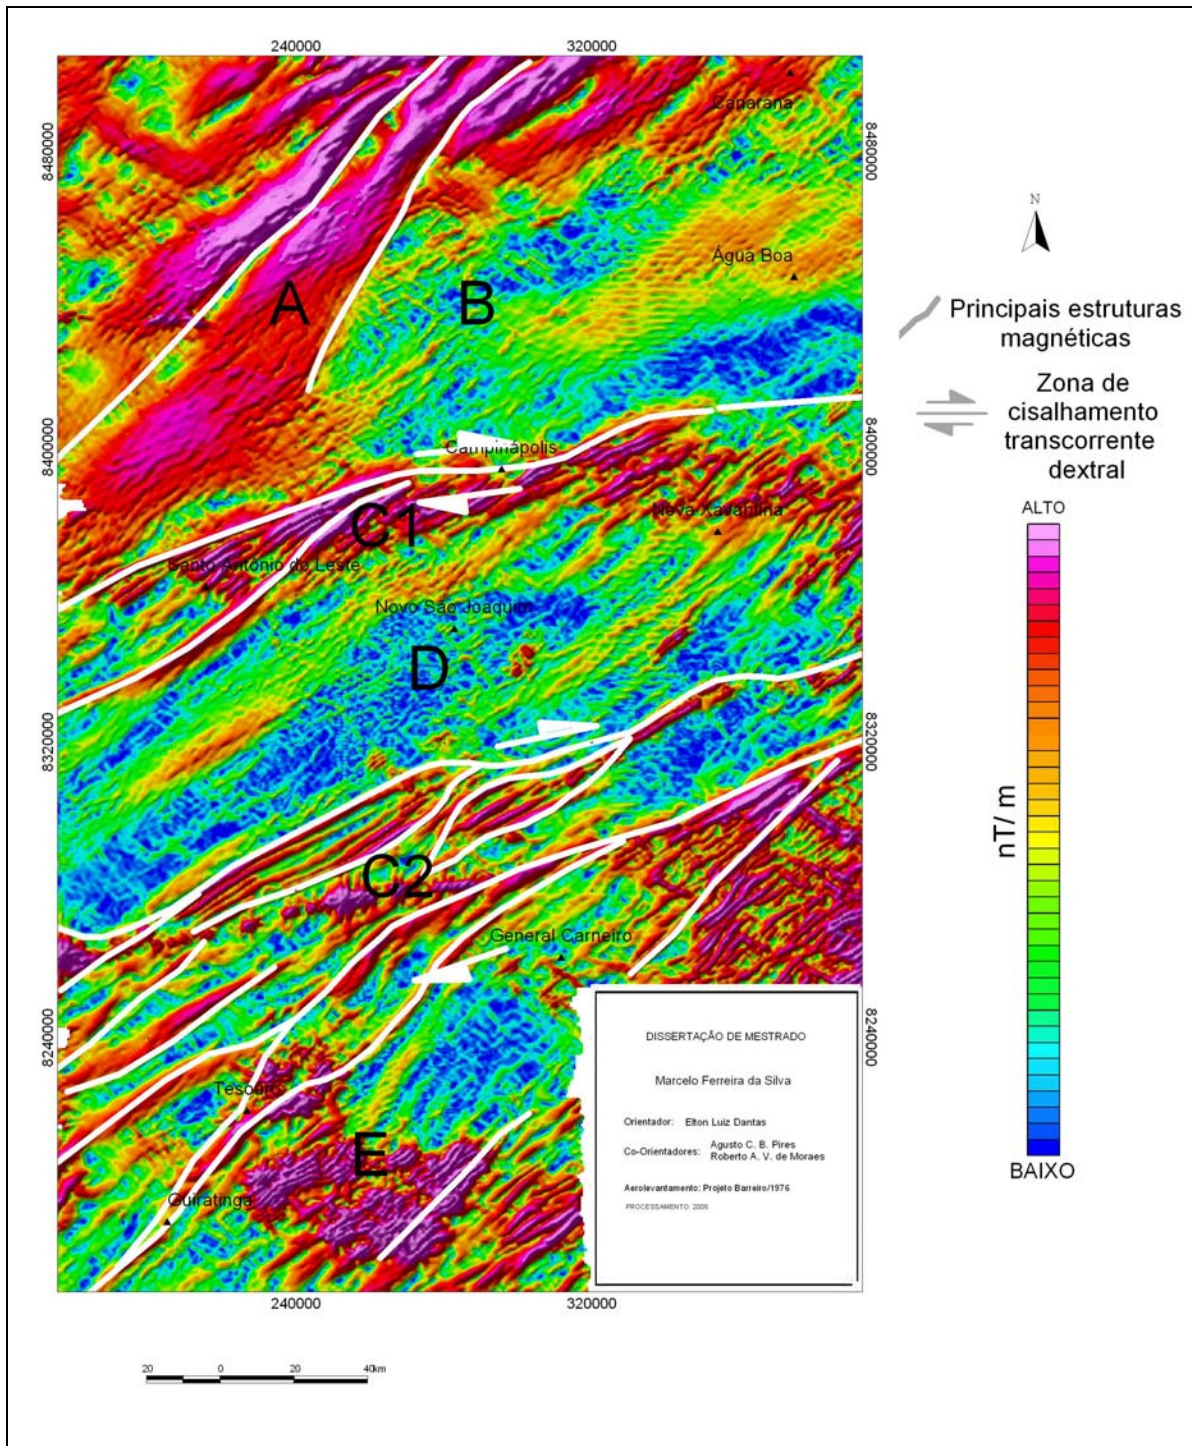 240000
320000
8480000
8480000
Canarana
N
A
B
Água Boa
Principais estruturas
magnéticas
Zona de
cisalhamento
transcorrente
dextral
8400000
8400000
Campinápolis
ALTO
C1
Nova Xavantina
Santo Antônio do Leste
Novo São Joaquim
D
8320000
8320000
nT/ m
C2
General Carneiro
8240000
8240000
DISSERTAÇÃO DE MESTRADO
Marcelo Ferreira da Silva
Tesouro
Orientador: Elton Luiz Dantas
Co-Orientadores: Agusto C. B. Pires
Roberto A. V. de Moraes
E
BAIXO
Aerolevantamento: Projeto Barreiro/1976
Guiratinga
PROCESSAMENTO: 2005
240000
320000
20 0 20 40km